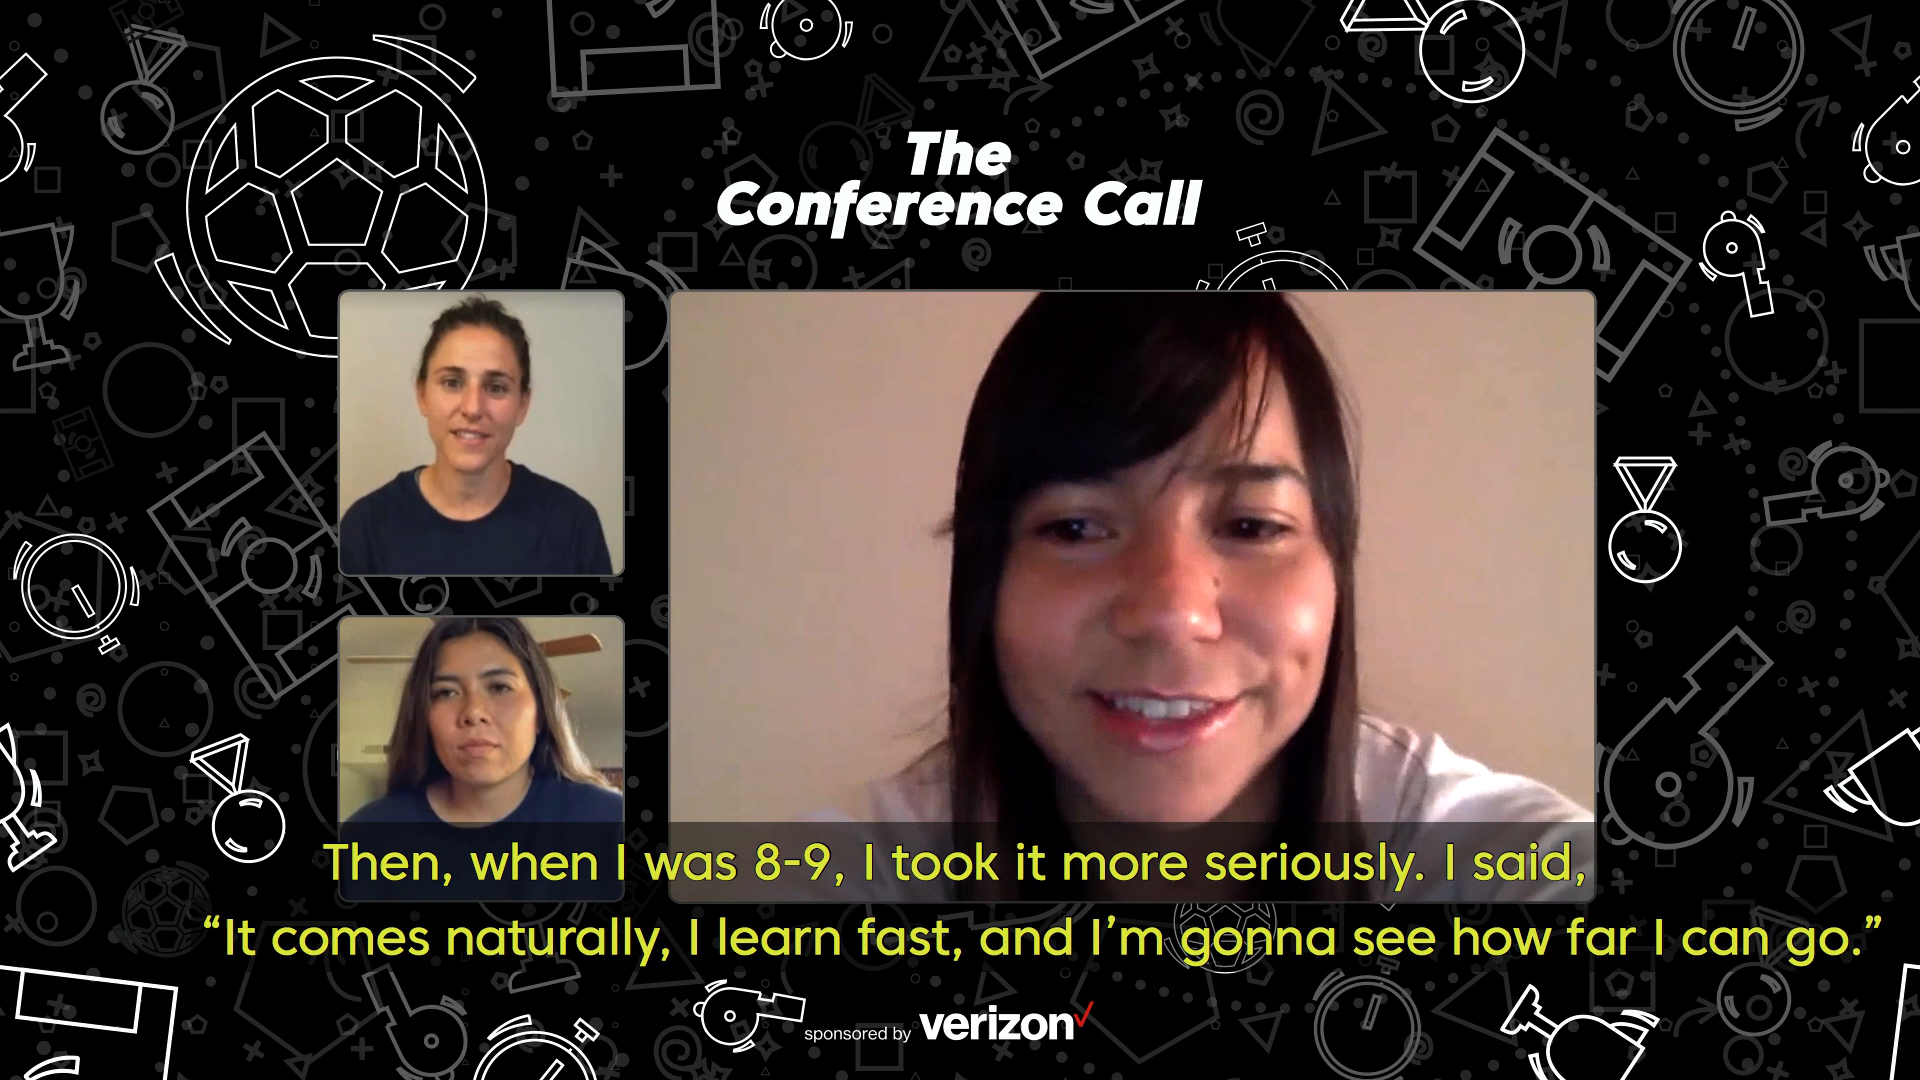 The
Conference Call
Then, when I was 8-9, I took it more seriously. I said,
“It comes naturally, I learn fast, and I’m gonna see how far I can go.”
sponsored by verizon